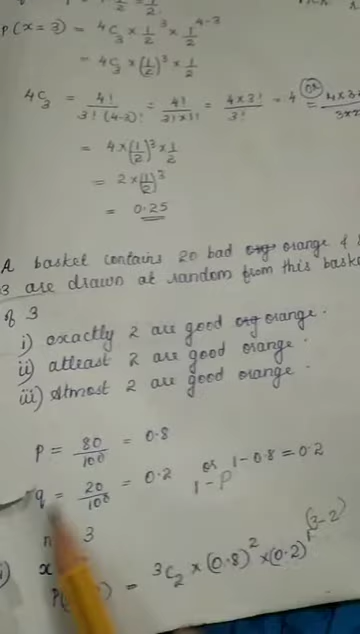 P(x=3) = 4C3 × 1/2^3 × 1/2^4-3
= 4C3 × (1/2)^3 × 1/2
4C3 = 4!/3!(4-3)! = 4!/3!×1! = 4×3!/3! = 4 (or)
= 4×(1/2)^3 × 1/2
= 2×(1/2)^3
= 0.25
A basket contains 20 bad orange &
3 are drawn at random from this
of 3
i) exactly 2 are good orange.
ii) atleast 2 are good orange.
iii) Atmost 2 are good orange.
P = 80/100 = 0.8
q = 20/100 = 0.2 or 1-0.8 = 0.2
1-P
n 3
i) x
P( = 3C2 × (0.8)^2 × (0.2)^(3-2)